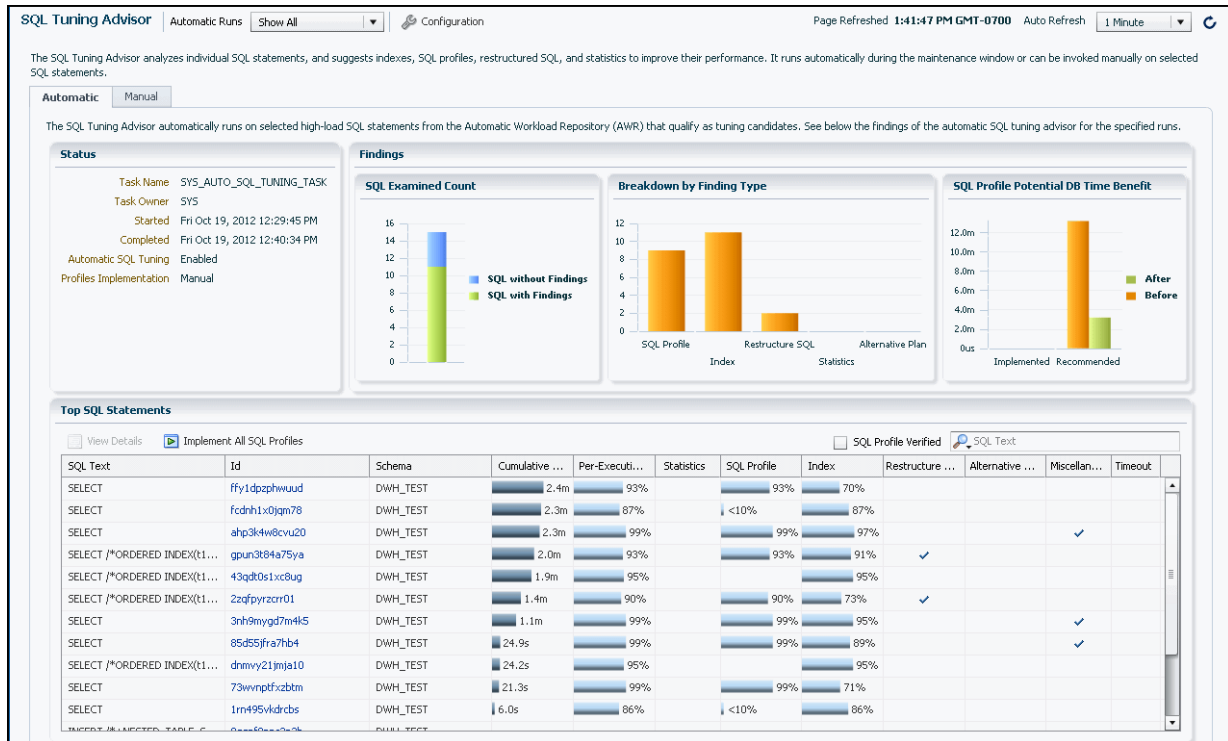 SQL Tuning Advisor Automatic Runs Show All Configuration Page Refreshed 1:41:47 PM GMT-0700 Auto Refresh 1 Minute
The SQL Tuning Advisor analyzes individual SQL statements, and suggests indexes, SQL profiles, restructured SQL, and statistics to improve their performance. It runs automatically during the maintenance window or can be invoked manually on selected
SQL statements.
Automatic Manual
The SQL Tuning Advisor automatically runs on selected high-load SQL statements from the Automatic Workload Repository (AWR) that qualify as tuning candidates. See below the findings of the automatic SQL tuning advisor for the specified runs.
Status
Task Name SYS_AUTO_SQL_TUNING_TASK
Task Owner SYS
Started Fri Oct 19, 2012 12:29:45 PM
Completed Fri Oct 19, 2012 12:40:34 PM
Automatic SQL Tuning Enabled
Profiles Implementation Manual
Findings
SQL Examined Count
16
14
12
10
8
6
4
2
0
SQL without Findings
SQL with Findings
Breakdown by Finding Type
12
10
8
6
4
2
0
SQL Profile Restructure SQL Alternative Plan
Index Statistics
SQL Profile Potential DB Time Benefit
12.0m
10.0m
8.0m
6.0m
4.0m
2.0m
0us
Implemented Recommended
After
Before
Top SQL Statements
View Details Implement All SQL Profiles SQL Profile Verified SQL Text
SQL Text Id Schema Cumulative ... Per-Executi... Statistics SQL Profile Index Restructure ... Alternative ... Miscellan... Timeout
SELECT ffy1dpzphwuud DWH_TEST 2.4m 93% 93% 70%
SELECT fcdnh1x0jqm78 DWH_TEST 2.3m 87% <10% 87%
SELECT ahp3k4w8cvu20 DWH_TEST 2.3m 99% 99% 97%
SELECT /*ORDERED INDEX(t1... gpun3t84a75ya DWH_TEST 2.0m 93% 93% 91%
SELECT /*ORDERED INDEX(t1... 43qdt0s1xc8ug DWH_TEST 1.9m 95% 95%
SELECT /*ORDERED INDEX(t1... 2zqfpyrzcrr01 DWH_TEST 1.4m 90% 90% 73%
SELECT 3nh9mygd7m4k5 DWH_TEST 1.1m 99% 99% 95%
SELECT 85d55jfra7hb4 DWH_TEST 24.9s 99% 99% 89%
SELECT /*ORDERED INDEX(t1... dnmvy21jmja10 DWH_TEST 24.2s 95% 95%
SELECT 73wvnptfxzbtm DWH_TEST 21.3s 99% 99% 71%
SELECT 1rn495vkdrcbs DWH_TEST 6.0s 86% <10% 86%